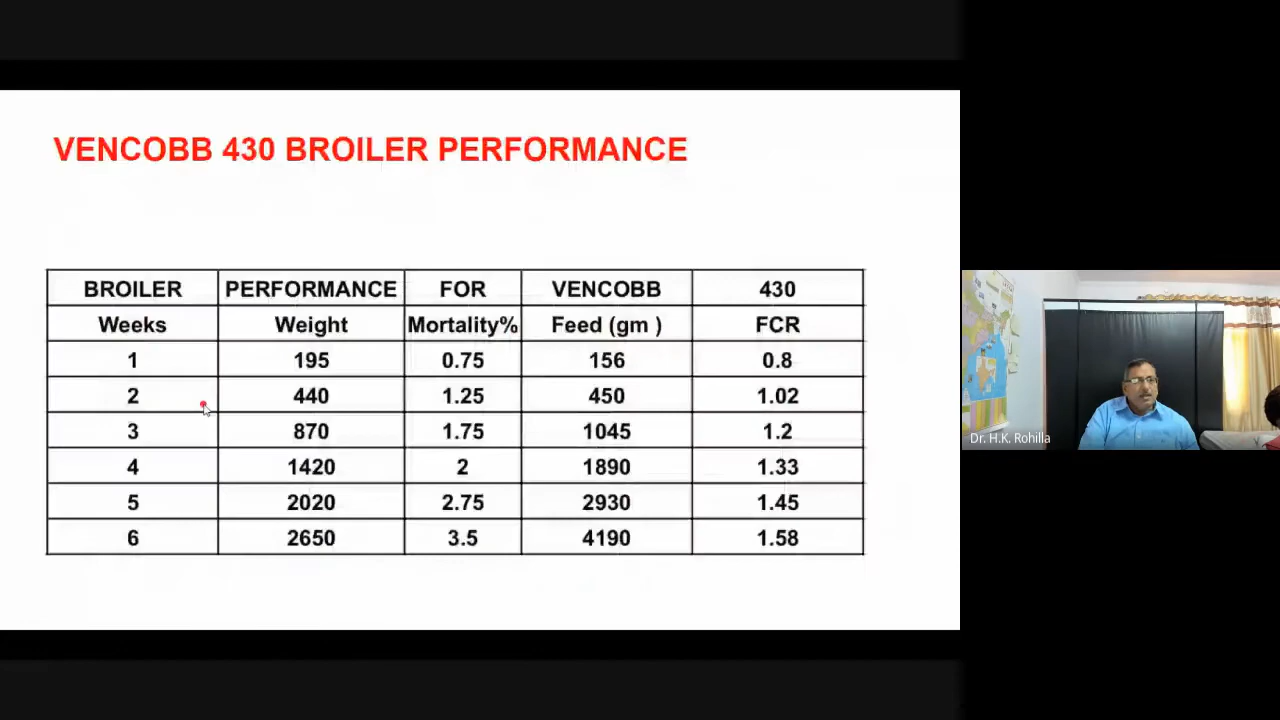 VENCOBB 430 BROILER PERFORMANCE
BROILER PERFORMANCE FOR VENCOBB 430
Weeks Weight Mortality% Feed (gm ) FCR
1 195 0.75 156 0.8
2 440 1.25 450 1.02
3 870 1.75 1045 1.2
4 1420 2 1890 1.33
5 2020 2.75 2930 1.45
6 2650 3.5 4190 1.58
Dr. H.K. Rohilla